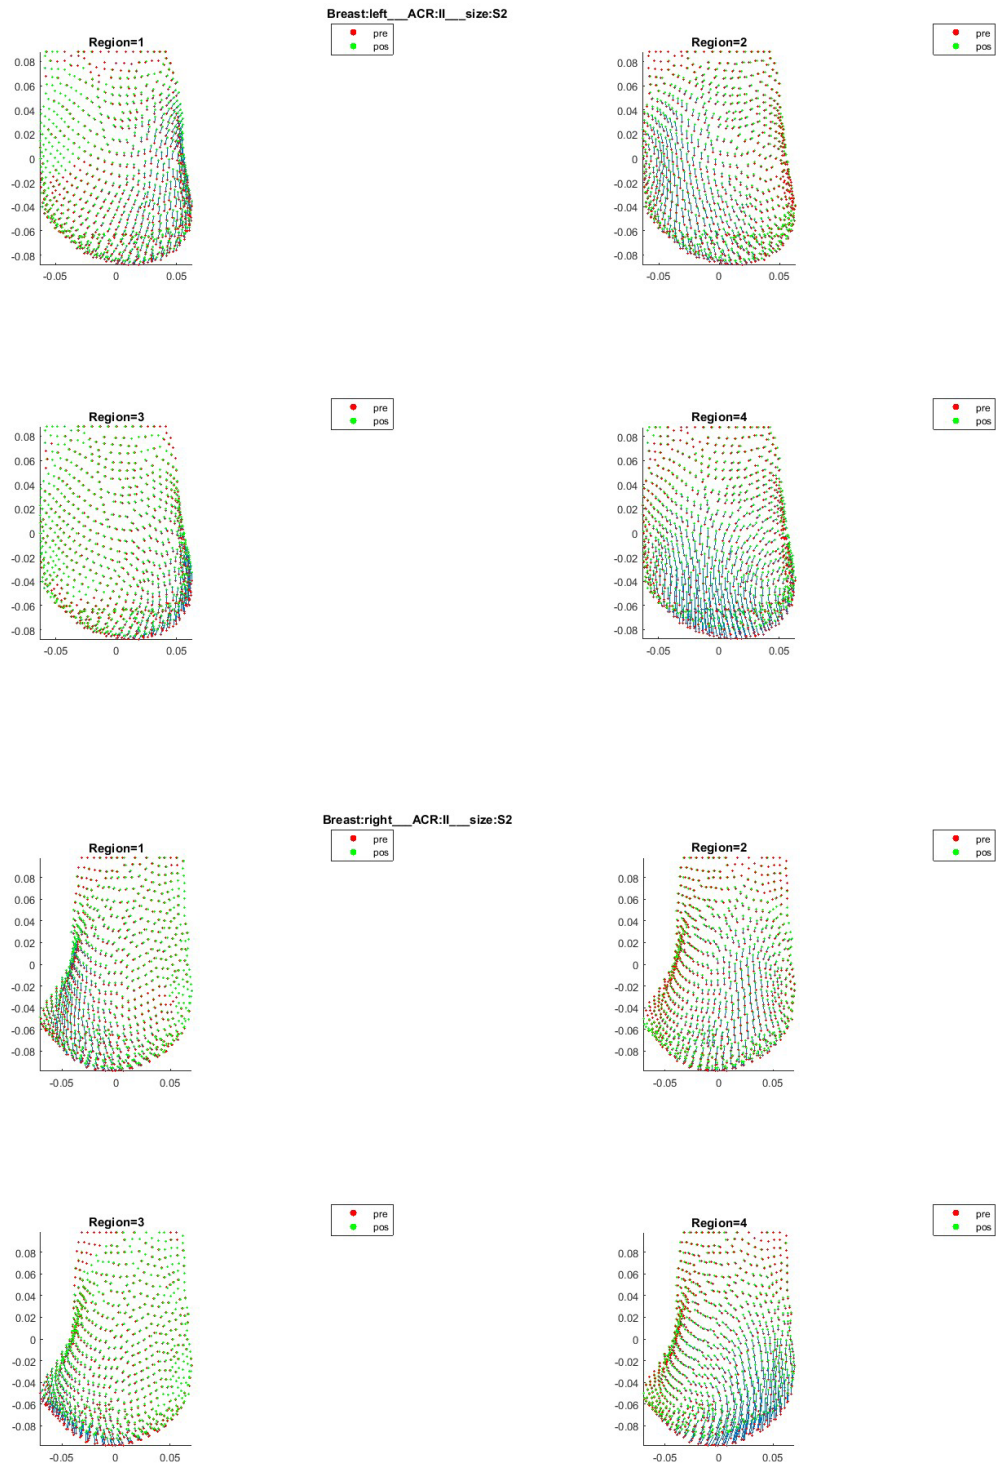 Breast:left___ACR:II___size:S2
Region=1
pre
pos
0.08
0.06
0.04
0.02
0
-0.02
-0.04
-0.06
-0.08
-0.05 0 0.05
Region=2
pre
pos
0.08
0.06
0.04
0.02
0
-0.02
-0.04
-0.06
-0.08
-0.05 0 0.05
Region=3
pre
pos
0.08
0.06
0.04
0.02
0
-0.02
-0.04
-0.06
-0.08
-0.05 0 0.05
Region=4
pre
pos
0.08
0.06
0.04
0.02
0
-0.02
-0.04
-0.06
-0.08
-0.05 0 0.05
Breast:right___ACR:II___size:S2
Region=1
pre
pos
0.08
0.06
0.04
0.02
0
-0.02
-0.04
-0.06
-0.08
-0.05 0 0.05
Region=2
pre
pos
0.08
0.06
0.04
0.02
0
-0.02
-0.04
-0.06
-0.08
-0.05 0 0.05
Region=3
pre
pos
0.08
0.06
0.04
0.02
0
-0.02
-0.04
-0.06
-0.08
-0.05 0 0.05
Region=4
pre
pos
0.08
0.06
0.04
0.02
0
-0.02
-0.04
-0.06
-0.08
-0.05 0 0.05